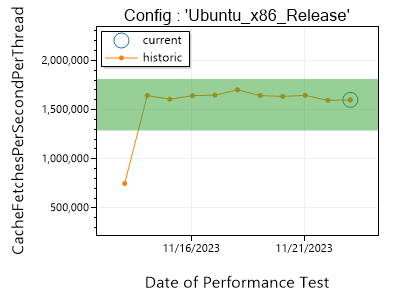 Config : 'Ubuntu_x86_Release'
CacheFetchesPerSecondPerThread
current
historic
2,000,000
1,500,000
1,000,000
500,000
11/16/2023 11/21/2023
Date of Performance Test